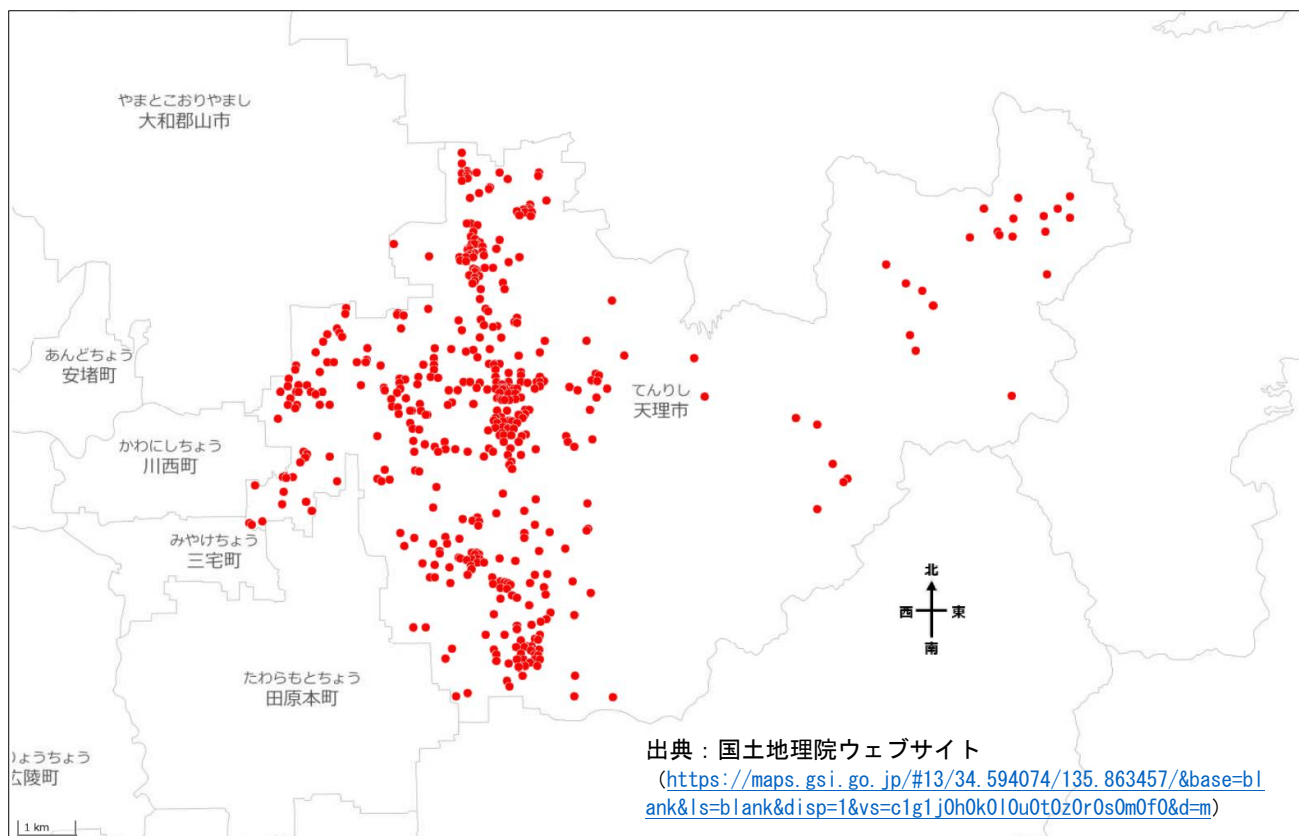 やまとこおりやまし
大和郡山市
あんどちょう
安堵町
てんりし
天理市
かわにしちょう
川西町
みやけちょう
三宅町
北
西
東
南
たわらもとちょう
田原本町
りょうちょう
広陵町
出典:国土地理院ウェブサイト
(https://maps.gsi.go.jp/#13/34.594074/135.863457/&base=bl
ank&ls=blank&disp=1&vs=c1g1j0h0k0l0u0t0z0r0s0m0f0&d=m)
1 km